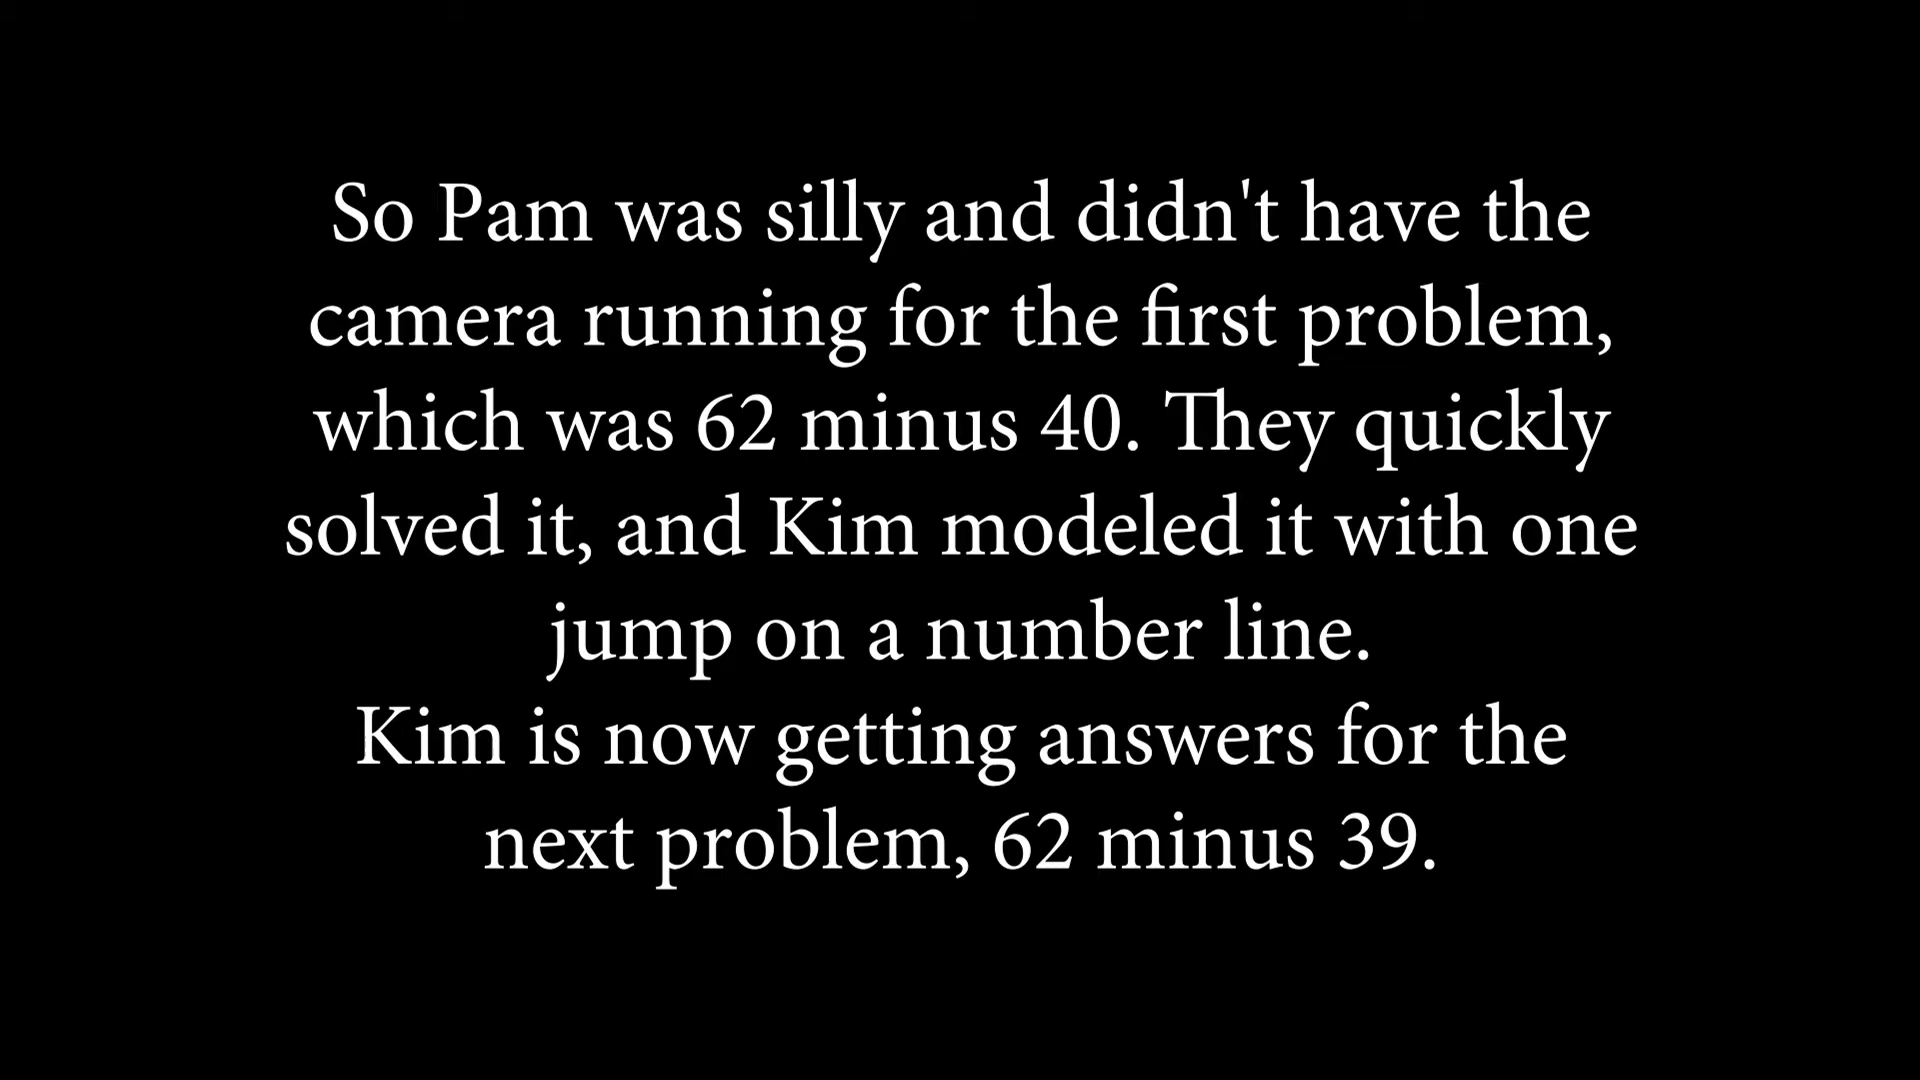 So Pam was silly and didn't have the
camera running for the first problem,
which was 62 minus 40. They quickly
solved it, and Kim modeled it with one
jump on a number line.
Kim is now getting answers for the
next problem, 62 minus 39.